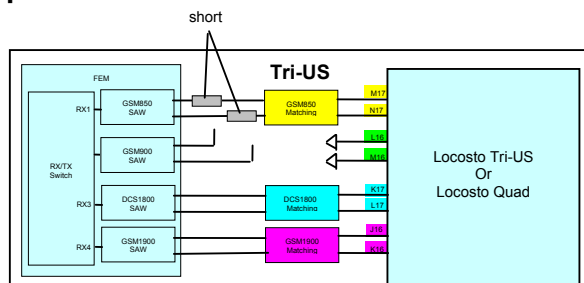 short
Tri-US
FEM
RX/TX
Switch
RX1
GSM850
SAW
GSM850
Matching
M17
N17
GSM900
SAW
L16
M16
RX3
DCS1800
SAW
DCS1800
Matching
K17
L17
RX4
GSM1900
SAW
GSM1900
Matching
J16
K16
Locosto Tri-US
Or
Locosto Quad